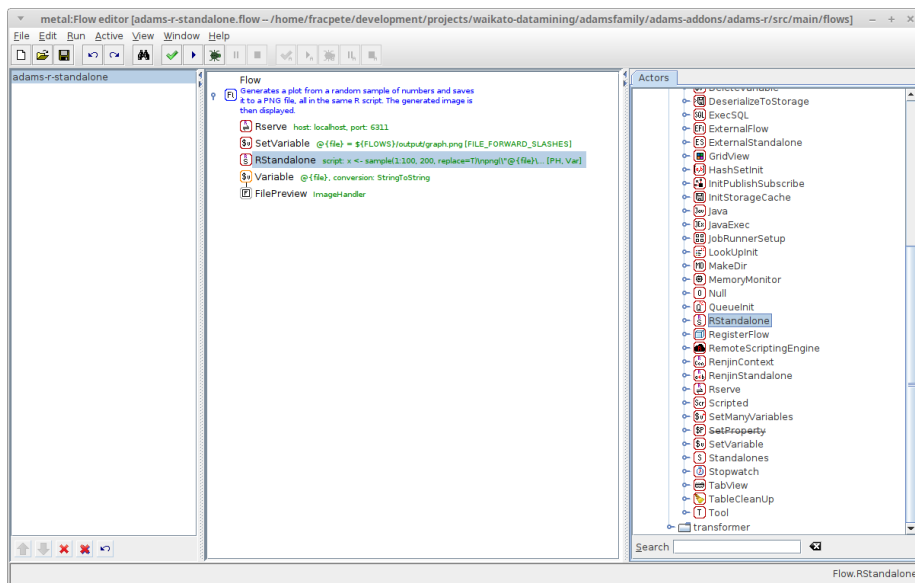 metal:Flow editor [adams-r-standalone.flow -- /home/fracpete/development/projects/waikato-datamining/adamsfamily/adams-addons/adams-r/src/main/flows]
File Edit Run Active View Window Help
adams-r-standalone
Flow
Generates a plot from a random sample of numbers and saves
it to a PNG file, all in the same R script. The generated image is
then displayed.
Rserve host: localhost, port: 6311
SetVariable @{file} = ${FLOWS}/output/graph.png [FILE_FORWARD_SLASHES]
RStandalone script: x <- sample(1:100, 200, replace=T)\npng(\"@{file}\... [PH, Var]
Variable @{file}, conversion: StringToString
FilePreview ImageHandler
Actors
DeleteVariable
DeserializeToStorage
ExecSQL
ExternalFlow
ExternalStandalone
GridView
HashSetInit
InitPublishSubscribe
InitStorageCache
Java
JavaExec
JobRunnerSetup
LookUpInit
MakeDir
MemoryMonitor
Null
QueueInit
RStandalone
RegisterFlow
RemoteScriptingEngine
RenjinContext
RenjinStandalone
Rserve
Scripted
SetManyVariables
SetProperty
SetVariable
Standalones
Stopwatch
TabView
TableCleanUp
Tool
transformer
Search
Flow.RStandalone